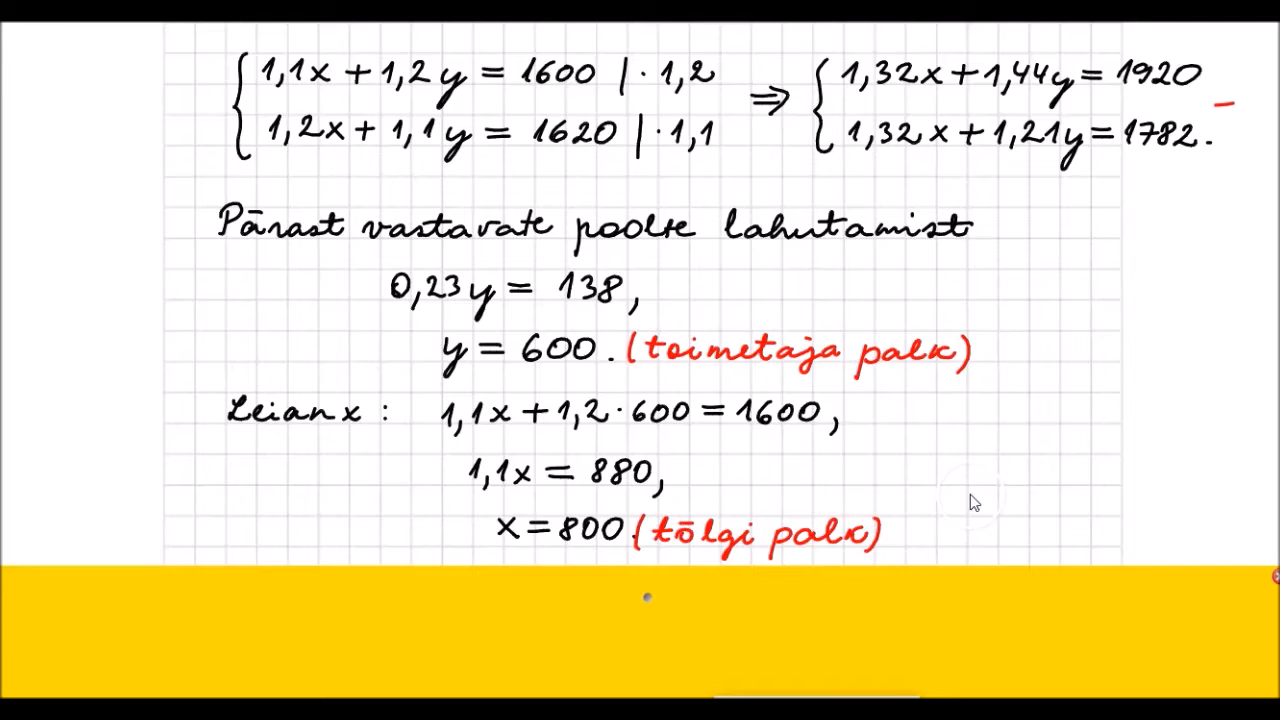 1,1x + 1,2y = 1600 | · 1,2 ⇒ 1,32x + 1,44y = 1920 −
1,2x + 1,1y = 1620 | · 1,1 1,32x + 1,21y = 1782.
Pärast vastavate poolte lahutamist
0,23y = 138,
y = 600. (toimetaja palk)
Leian x : 1,1x + 1,2 · 600 = 1600,
1,1x = 880,
x = 800. (tõlgi palk)